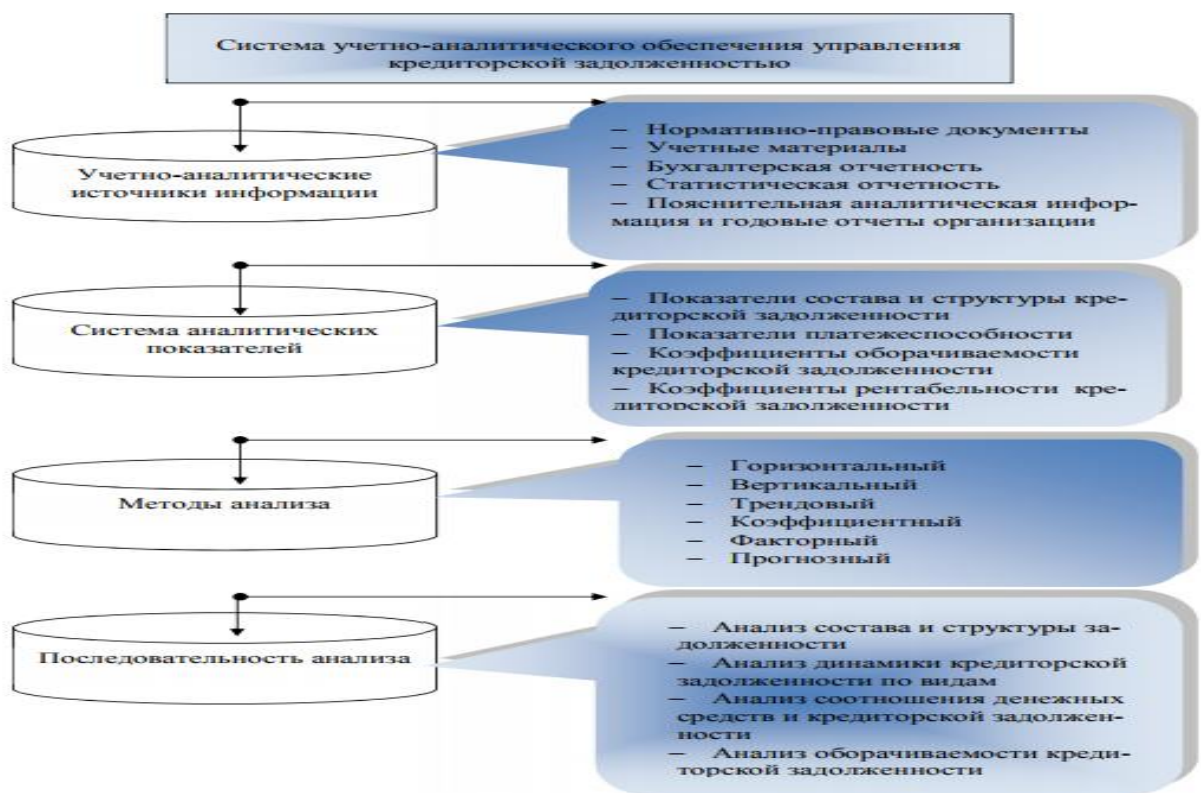 Система учетно-аналитического обеспечения управления
кредиторской задолженностью
Учетно-аналитические
источники информации
– Нормативно-правовые документы
– Учетные материалы
– Бухгалтерская отчетность
– Статистическая отчетность
– Пояснительная аналитическая инфор-
мация и годовые отчеты организации
Система аналитических
показателей
– Показатели состава и структуры кре-
диторской задолженности
– Показатели платежеспособности
– Коэффициенты оборачиваемости
кредиторской задолженности
– Коэффициенты рентабельности кре-
диторской задолженности
Методы анализа
– Горизонтальный
– Вертикальный
– Трендовый
– Коэффициентный
– Факторный
– Прогнозный
Последовательность анализа
– Анализ состава и структуры за-
долженности
– Анализ динамики кредиторской
задолженности по видам
– Анализ соотношения денежных
средств и кредиторской задолжен-
ности
– Анализ оборачиваемости креди-
торской задолженности